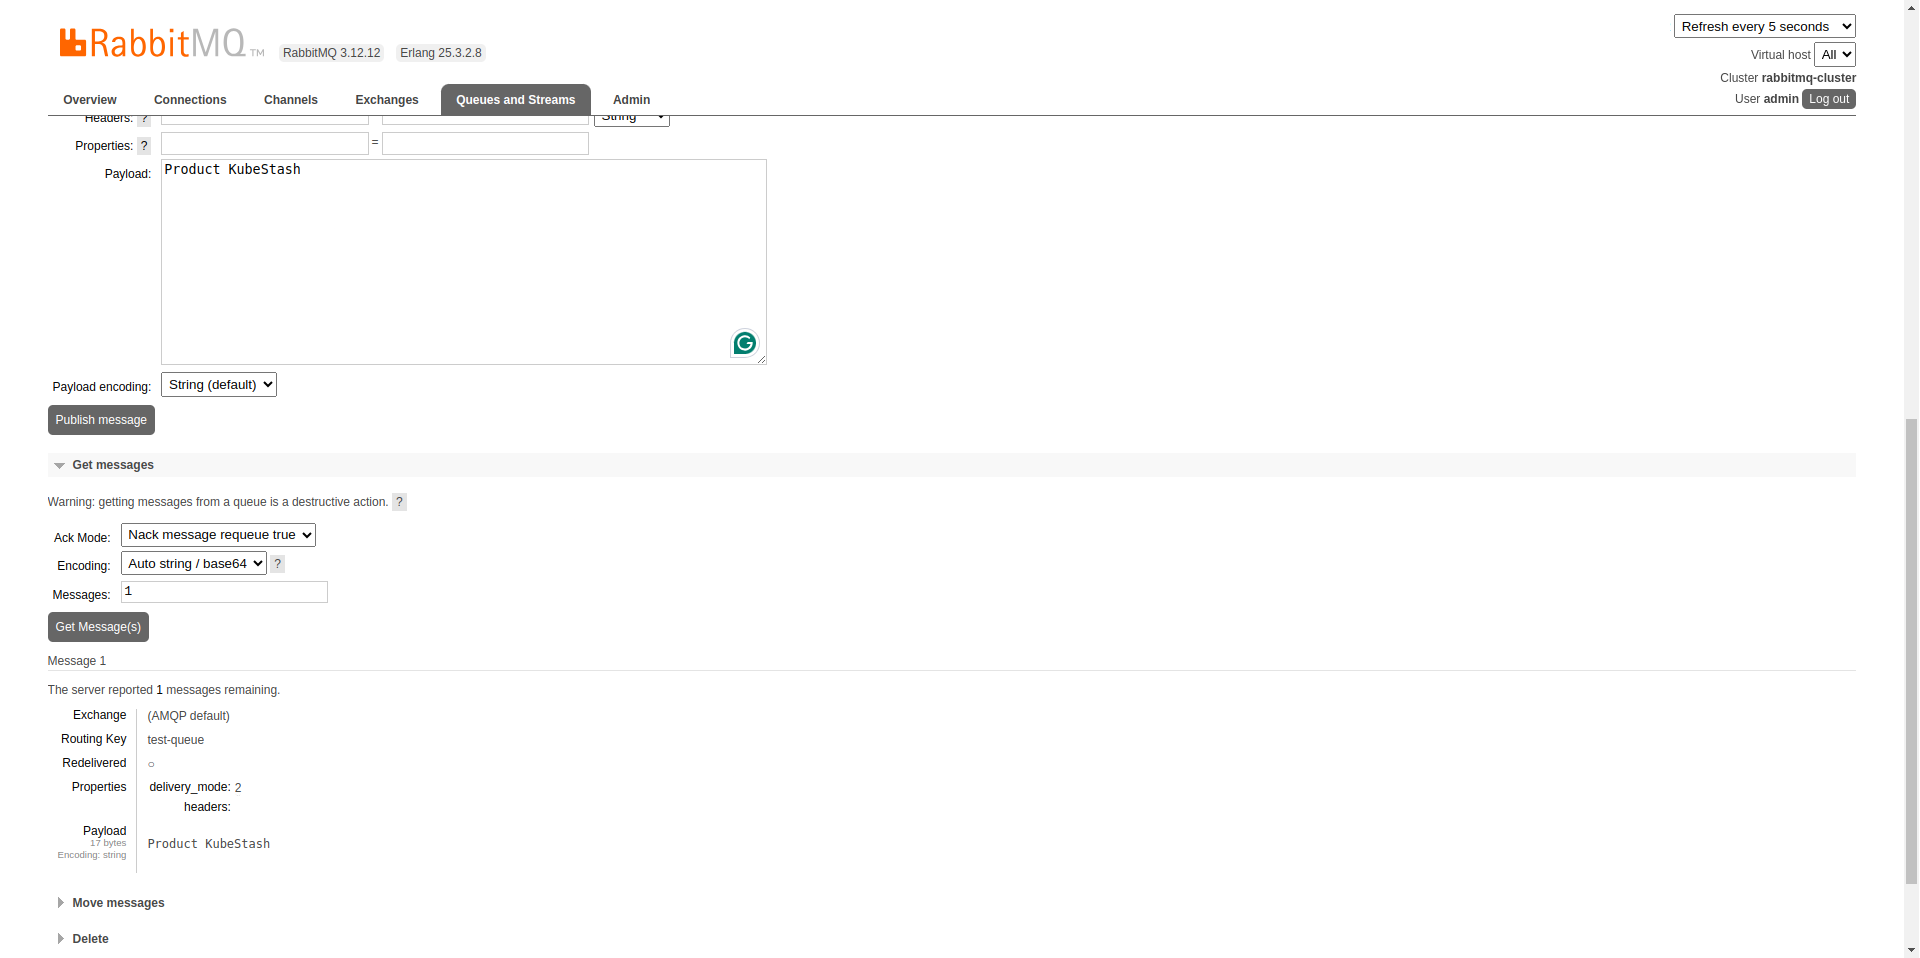 RabbitMQ TM RabbitMQ 3.12.12 Erlang 25.3.2.8
Refresh every 5 seconds
Virtual host All
Cluster rabbitmq-cluster
User admin Log out
Overview Connections Channels Exchanges Queues and Streams Admin
Headers: ? String
Properties: ? =
Payload: Product KubeStash
Payload encoding: String (default)
Publish message
Get messages
Warning: getting messages from a queue is a destructive action. ?
Ack Mode: Nack message requeue true
Encoding: Auto string / base64 ?
Messages: 1
Get Message(s)
Message 1
The server reported 1 messages remaining.
Exchange (AMQP default)
Routing Key test-queue
Redelivered ○
Properties delivery_mode: 2
headers:
Payload
17 bytes
Encoding: string
Product KubeStash
Move messages
Delete